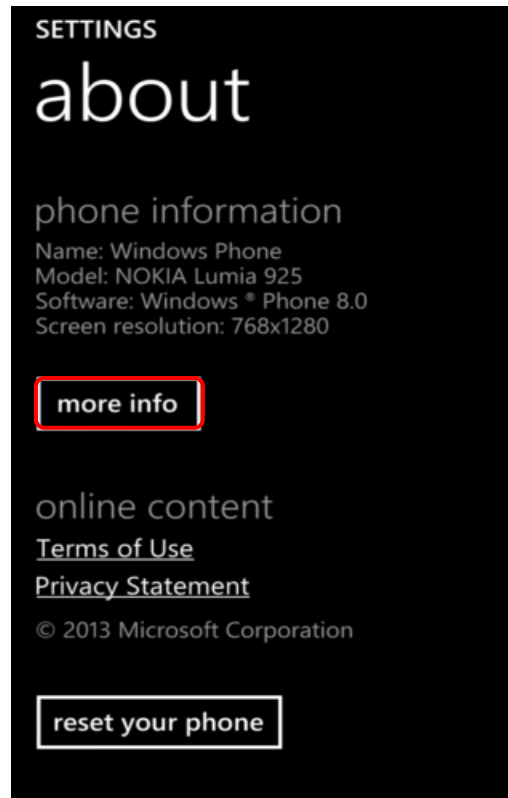 SETTINGS
about
phone information
Name: Windows Phone
Model: NOKIA Lumia 925
Software: Windows ® Phone 8.0
Screen resolution: 768x1280
more info
online content
Terms of Use
Privacy Statement
© 2013 Microsoft Corporation
reset your phone